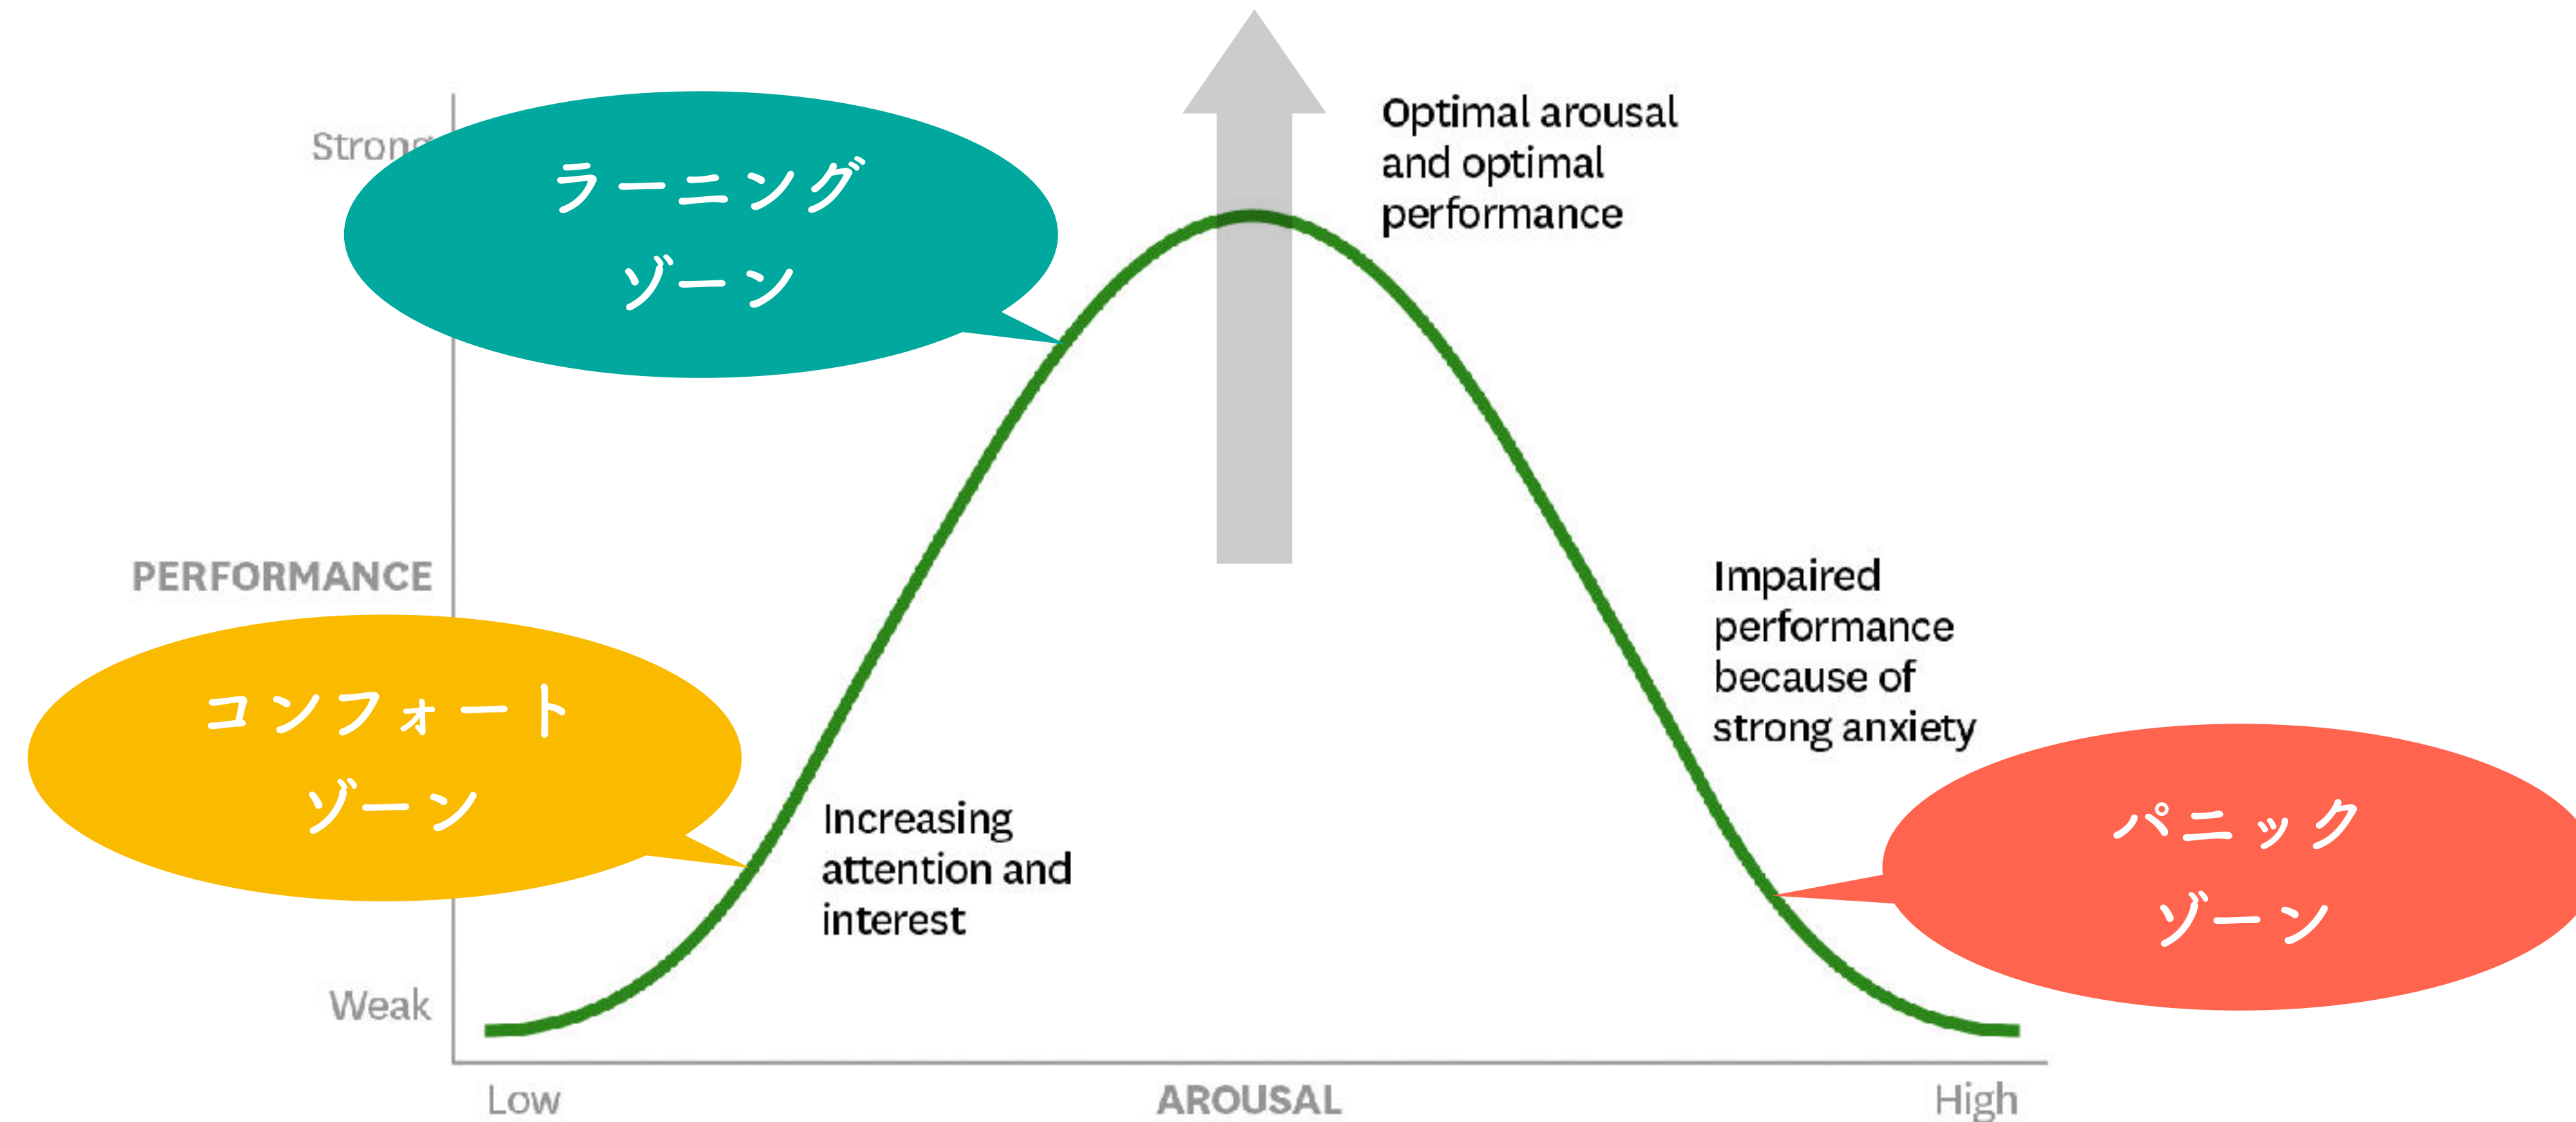 Strong
ラーニング
ゾーン
Optimal arousal
and optimal
performance
PERFORMANCE
コンフォート
ゾーン
Increasing
attention and
interest
Impaired
performance
because of
strong anxiety
パニック
ゾーン
Weak
Low
AROUSAL
High